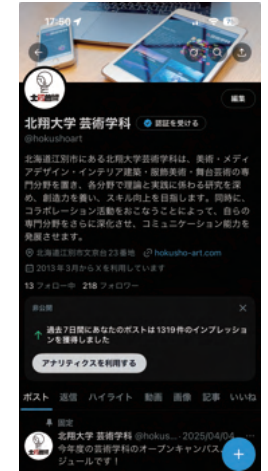 17:50
編集
北翔大学 芸術学科
認証を受ける
@hokushoart
北海道江別市にある北翔大学芸術学科は、美術・メディ
アデザイン・インテリア建築・服飾美術・舞台芸術の専
門分野を置き、各分野で理論と実践に係わる研究を深
め、創造力を養い、スキル向上を目指します。同時に、
コラボレーション活動をおこなうことによって、自らの
専門分野をさらに深化させ、コミュニケーション能力を
発展させます。
北海道江別市文京台23番地 hokusho-art.com
2013年3月からXを利用しています
13 フォロー中 218 フォロワー
非公開
過去7日間にあなたのポストは1319件のインプレッショ
ンを獲得しました
アナリティクスを利用する
ポスト 返信 ハイライト 動画 画像 記事 いいね
固定
北翔大学 芸術学科 @hokus... · 2025/04/04
今年度の芸術学科のオープンキャンパス
ジュールです！